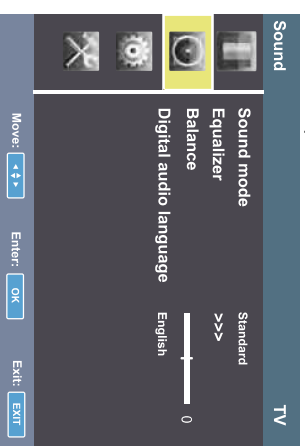 Sound TV
Sound mode Standard
Equalizer >>>
Balance 0
Digital audio language English
Move: Enter: OK Exit: EXIT